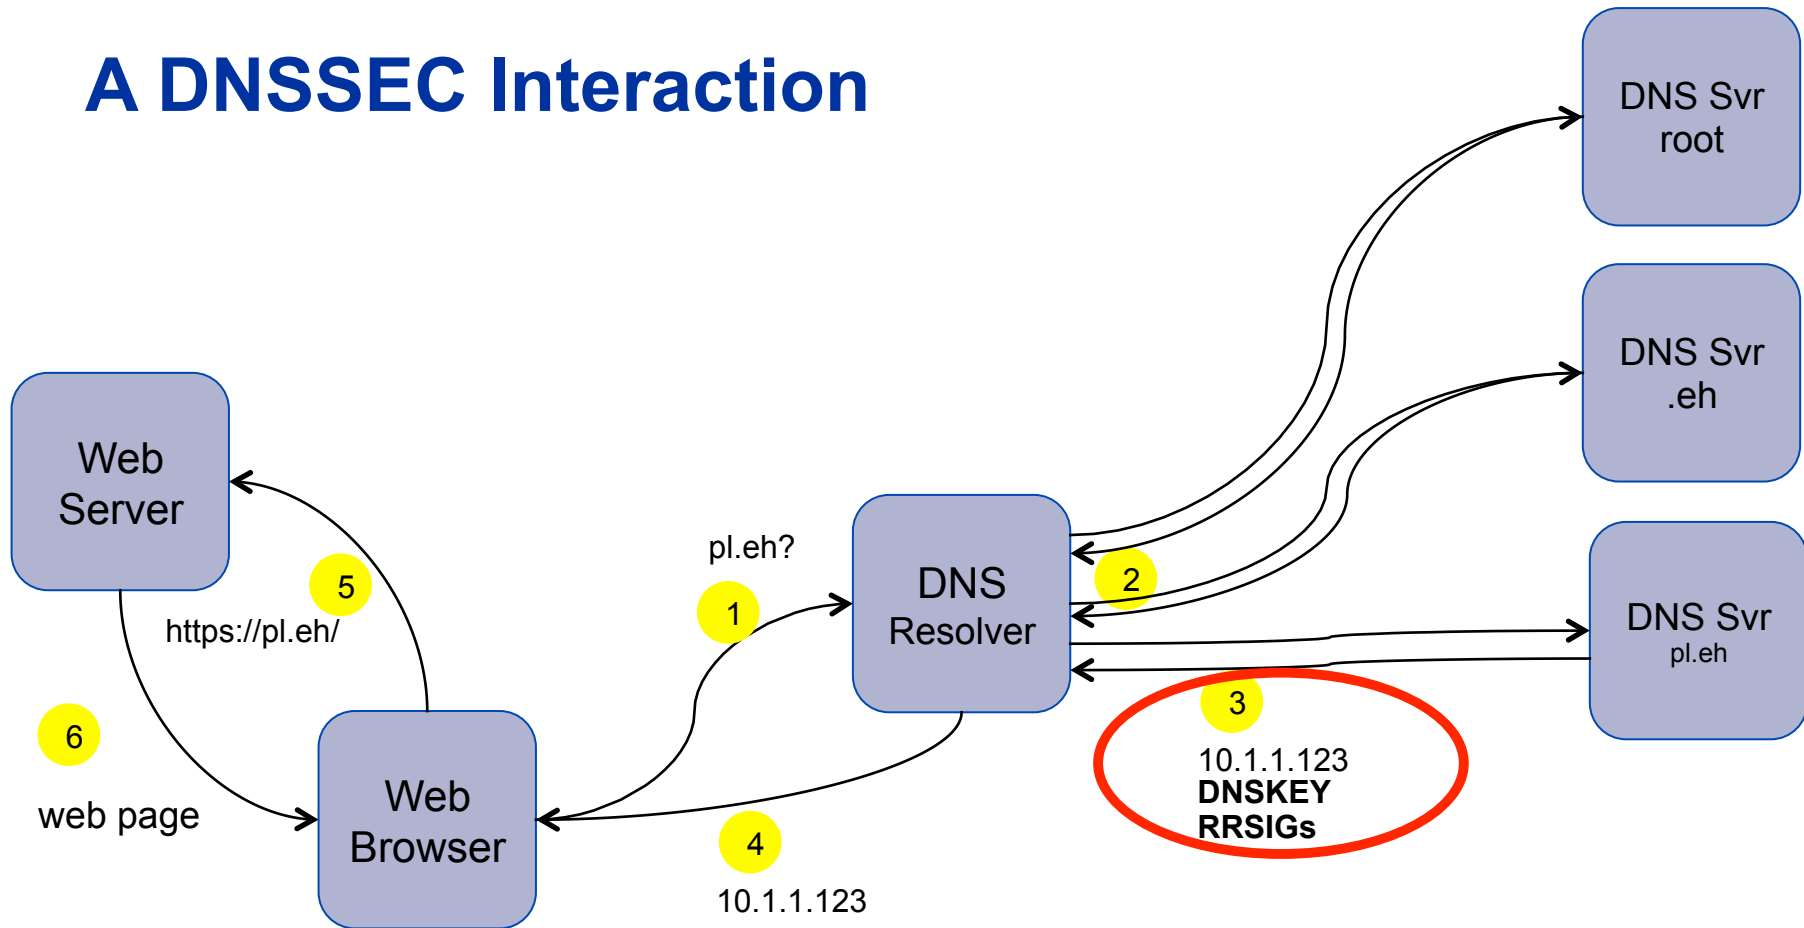 A DNSSEC Interaction
DNS Svr
root
DNS Svr
.eh
Web
Server
pl.eh?
DNS
Resolver
2
DNS Svr
pl.eh
5
1
https://pl.eh/
3
6
10.1.1.123
DNSKEY
RRSIGs
web page
Web
Browser
4
10.1.1.123